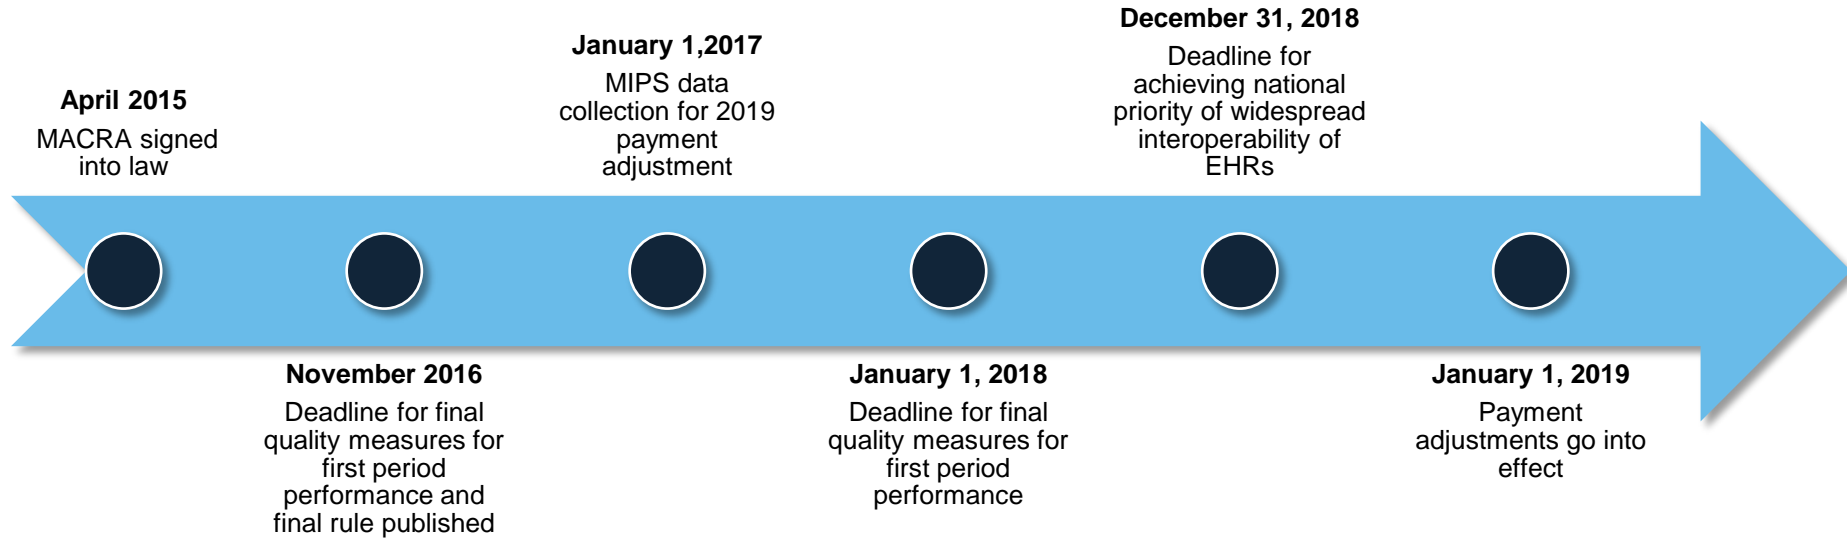 April 2015
MACRA signed
into law
November 2016
Deadline for final
quality measures for
first period
performance and
final rule published
January 1,2017
MIPS data
collection for 2019
payment
adjustment
January 1, 2018
Deadline for final
quality measures for
first period
performance
December 31, 2018
Deadline for
achieving national
priority of widespread
interoperability of
EHRs
January 1, 2019
Payment
adjustments go into
effect